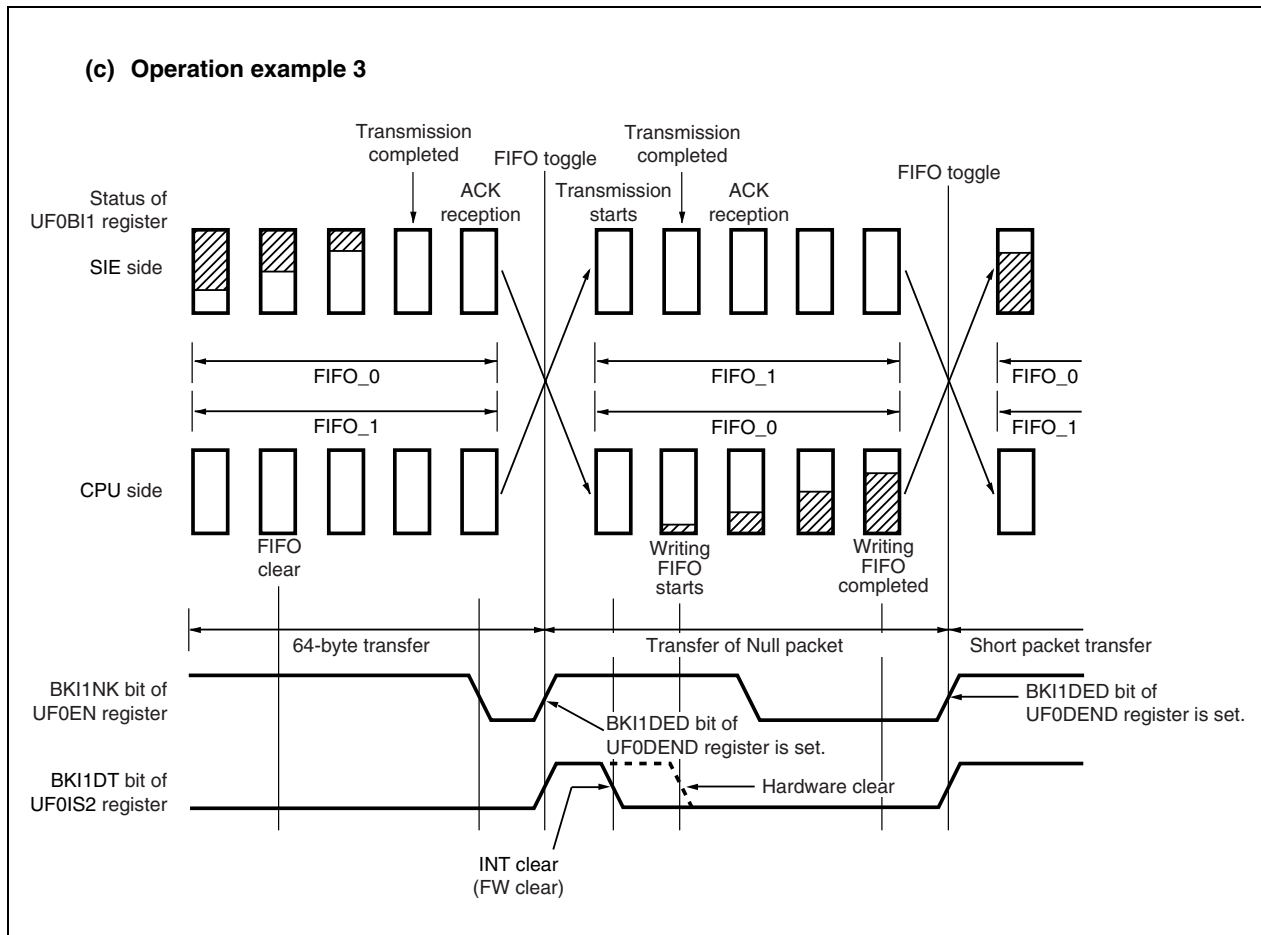 (c) Operation example 3
Transmission
completed
FIFO toggle
Transmission
completed
FIFO toggle
Status of
UF0BI1 register
ACK
reception
Transmission
starts
ACK
reception
SIE side
FIFO_0
FIFO_1
FIFO_0
FIFO_1
FIFO_0
FIFO_1
CPU side
FIFO
clear
Writing
FIFO
starts
Writing
FIFO
completed
64-byte transfer
Transfer of Null packet
Short packet transfer
BKI1NK bit of
UF0EN register
BKI1DED bit of
UF0DEND register is set.
BKI1DED bit of
UF0DEND register is set.
BKI1DT bit of
UF0IS2 register
Hardware clear
INT clear
(FW clear)